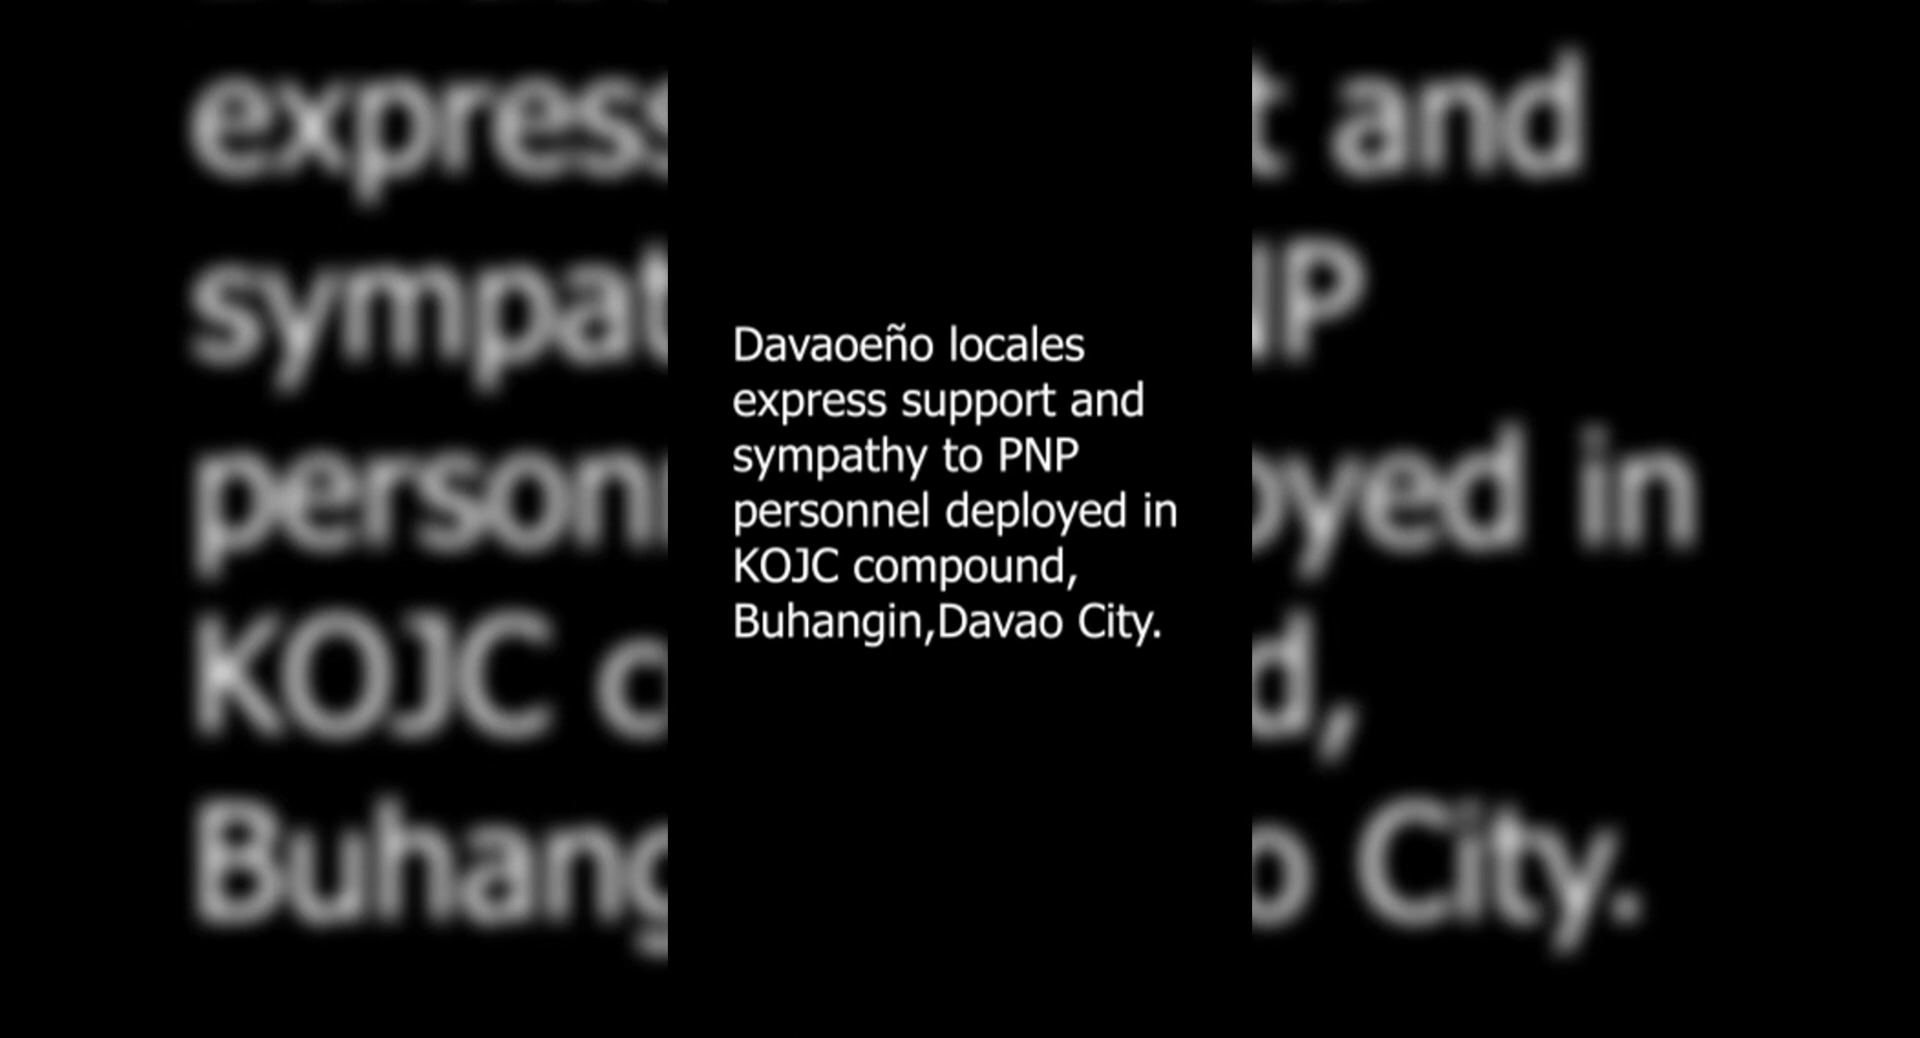 Davaoeño locales
express support and
sympathy to PNP
personnel deployed in
KOJC compound,
Buhangin,Davao City.